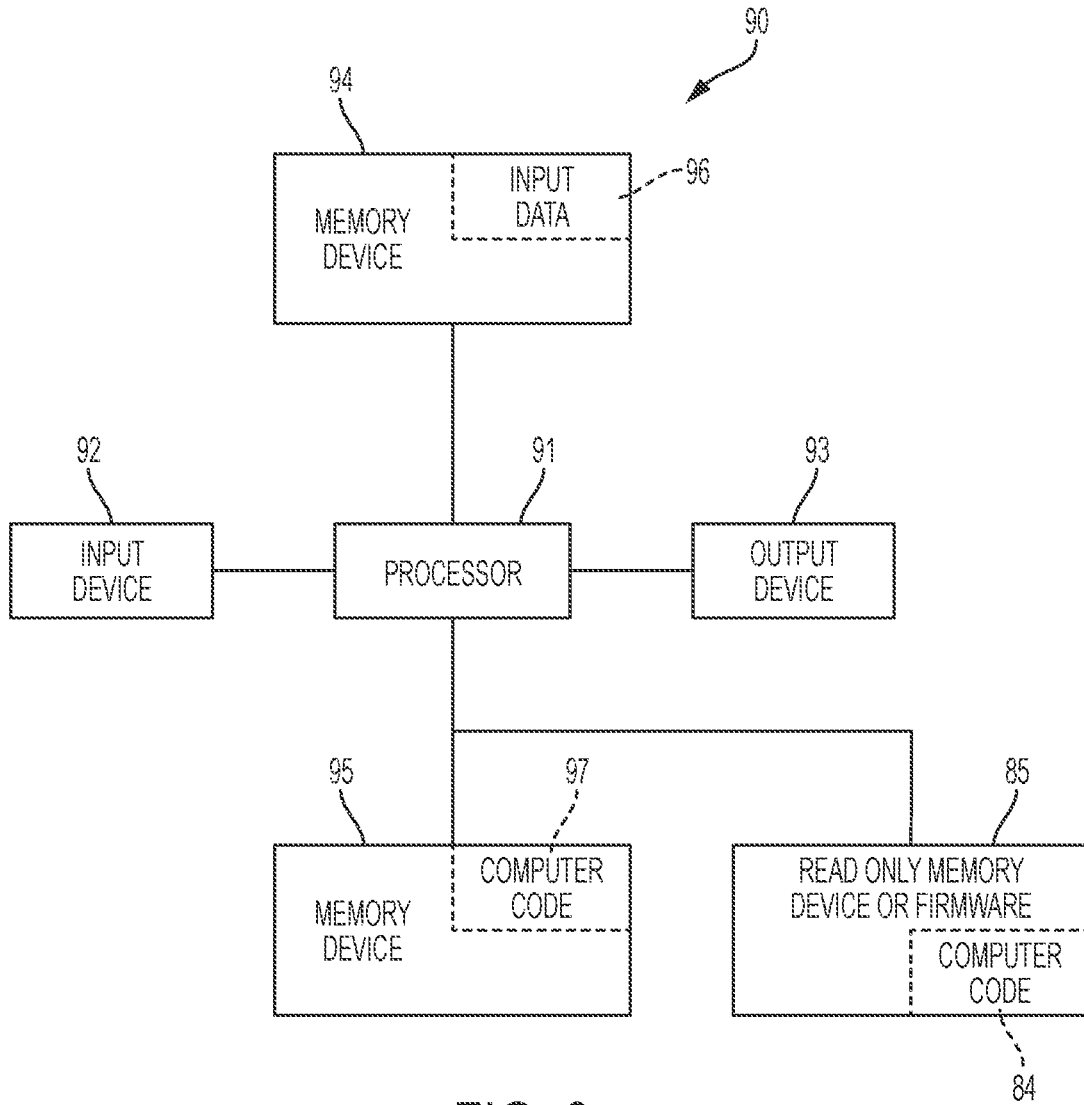 90
94
INPUT
DATA
96
MEMORY
DEVICE
92
91
93
INPUT
DEVICE
PROCESSOR
OUTPUT
DEVICE
95
97
85
COMPUTER
CODE
MEMORY
DEVICE
READ ONLY MEMORY
DEVICE OR FIRMWARE
COMPUTER
CODE
84